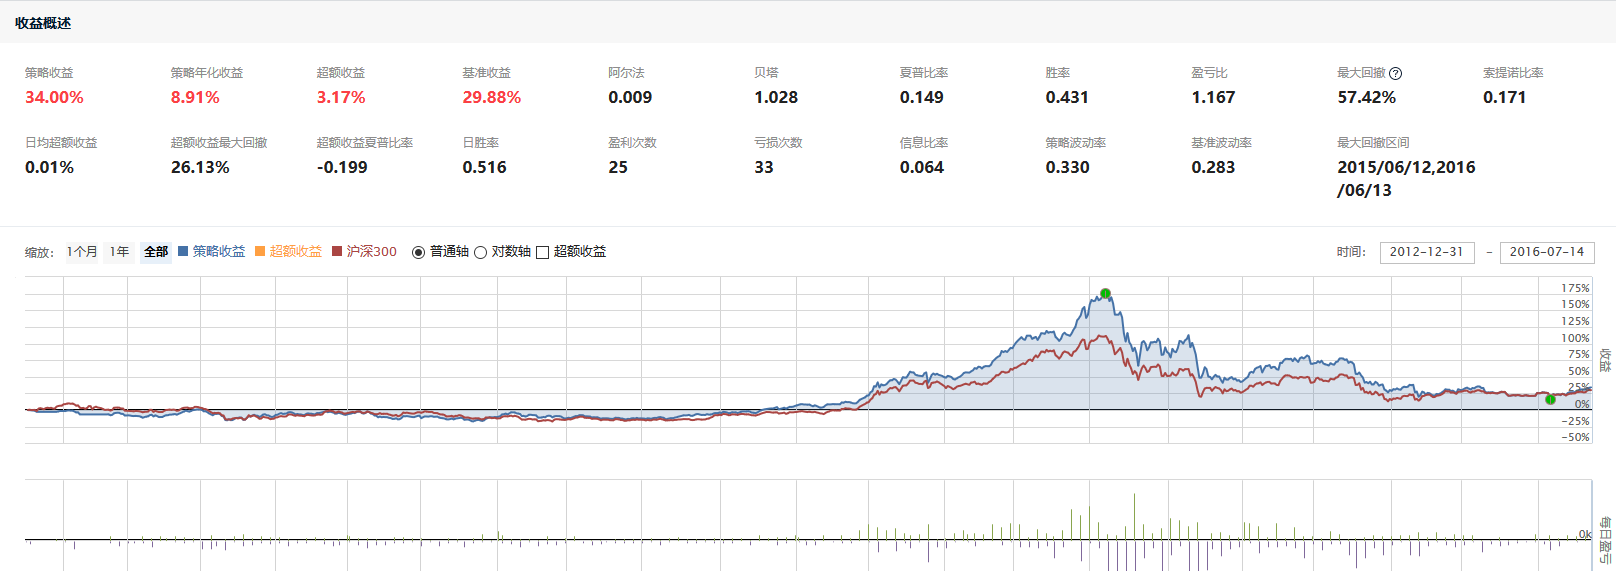 收益概述
策略收益 策略年化收益 超额收益 基准收益 阿尔法 贝塔 夏普比率 胜率 盈亏比 最大回撤 ? 索提诺比率
34.00% 8.91% 3.17% 29.88% 0.009 1.028 0.149 0.431 1.167 57.42% 0.171
日均超额收益 超额收益最大回撤 超额收益夏普比率 日胜率 盈利次数 亏损次数 信息比率 策略波动率 基准波动率 最大回撤区间
0.01% 26.13% -0.199 0.516 25 33 0.064 0.330 0.283 2015/06/12,2016
/06/13
缩放: 1个月 1年 全部 策略收益 超额收益 沪深300 普通轴 对数轴 超额收益 时间: 2012-12-31 - 2016-07-14
175%
150%
125%
100%
75%
50%
25%
0%
-25%
-50%
收益
0k
每日盈亏